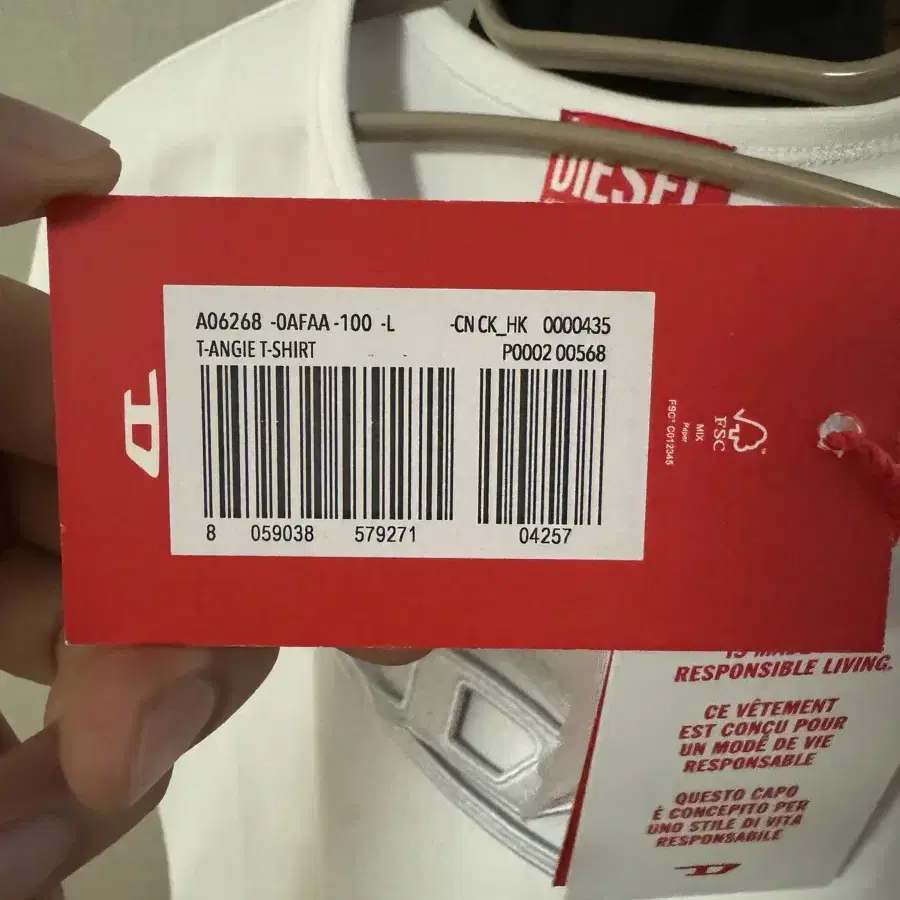 DIESEL
A06268 -0AFAA -100 -L -CN CK_HK 0000435
T-ANGIE T-SHIRT P0002 00568
8 059038 579271 04257
FSC
MIX
Paper
FSC™ C012345
RESPONSIBLE LIVING.
CE VÊTEMENT
EST CONÇU POUR
UN MODE DE VIE
RESPONSABLE
QUESTO CAPO
È CONCEPITO PER
UNO STILE DI VITA
RESPONSABILE